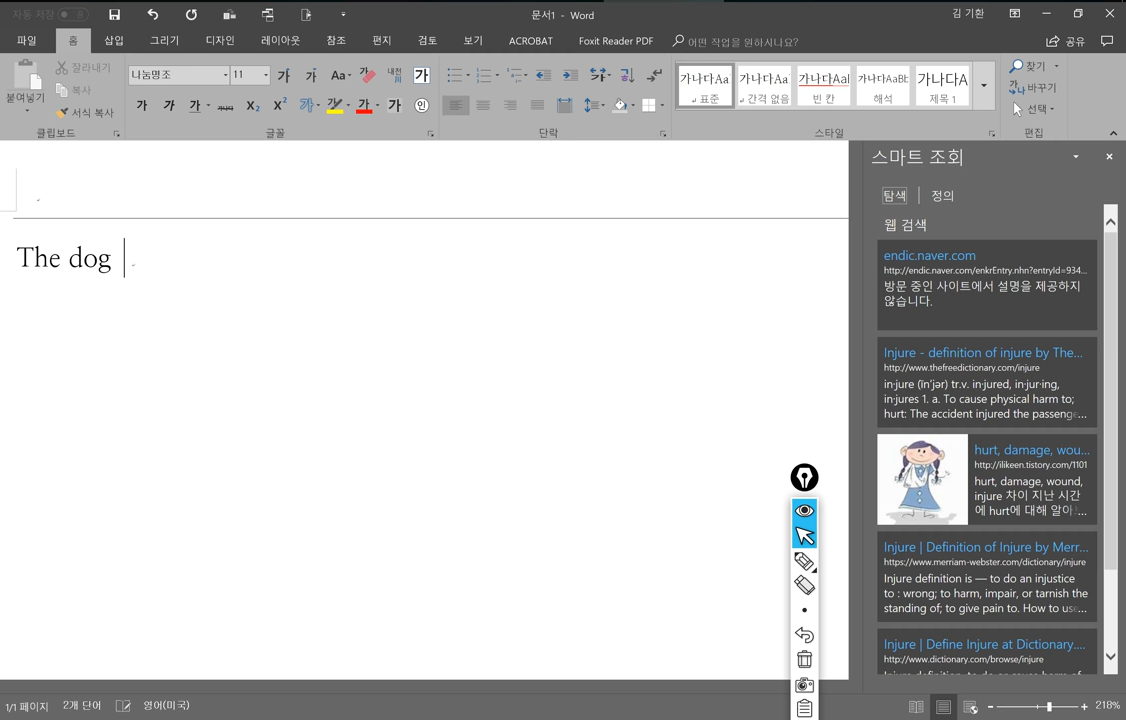 자동 저장
문서1 - Word
김 기환
파일 홈 삽입 그리기 디자인 레이아웃 참조 편지 검토 보기 ACROBAT Foxit Reader PDF 어떤 작업을 원하시나요? 공유
붙여넣기
잘라내기
복사
서식 복사
클립보드
나눔명조 11
글꼴
단락
가나다Aa
표준
가나다Aa
간격 없음
가나다Aal
빈 칸
가나다AaBb
해석
가나다A
제목 1
스타일
찾기
바꾸기
선택
편집
The dog
스마트 조회
탐색 | 정의
웹 검색
endic.naver.com
http://endic.naver.com/enkrEntry.nhn?entryId=934...
방문 중인 사이트에서 설명을 제공하지
않습니다.
Injure - definition of injure by The...
http://www.thefreedictionary.com/injure
in·jure (ĭn′jər) tr.v. in·jured, in·jur·ing,
in·jures 1. a. To cause physical harm to;
hurt: The accident injured the passenge...
hurt, damage, wou...
http://ilikeen.tistory.com/1101
hurt, damage, wound,
injure 차이 지난 시간
에 hurt에 대해 알아...
Injure | Definition of Injure by Merr...
https://www.merriam-webster.com/dictionary/injure
Injure definition is — to do an injustice
to : wrong; to harm, impair, or tarnish the
standing of; to give pain to. How to use...
Injure | Define Injure at Dictionary....
http://www.dictionary.com/browse/injure
1/1 페이지 2개 단어 영어(미국) 218%